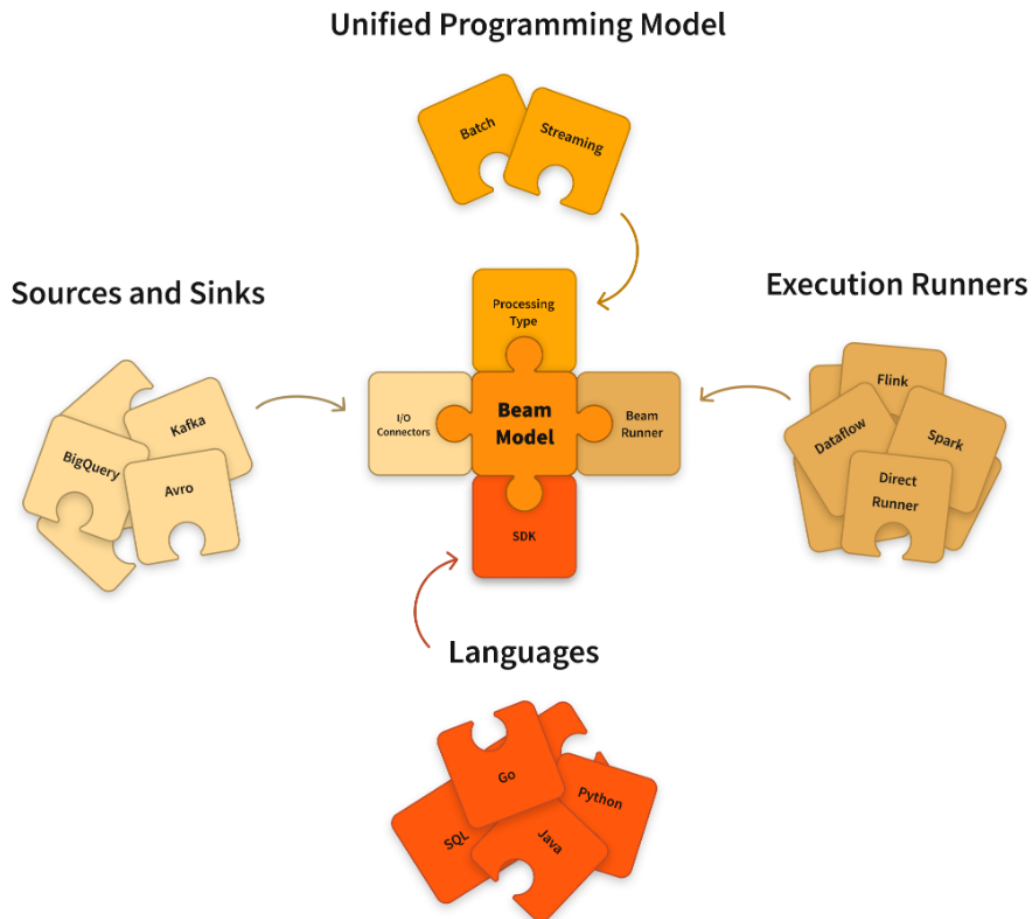 Unified Programming Model
Batch
Streaming
Sources and Sinks
Execution Runners
Processing
Type
Kafka
BigQuery
Avro
I/O
Connectors
Beam
Model
Beam
Runner
Flink
Dataflow
Spark
Direct
Runner
SDK
Languages
Go
Python
SQL
Java